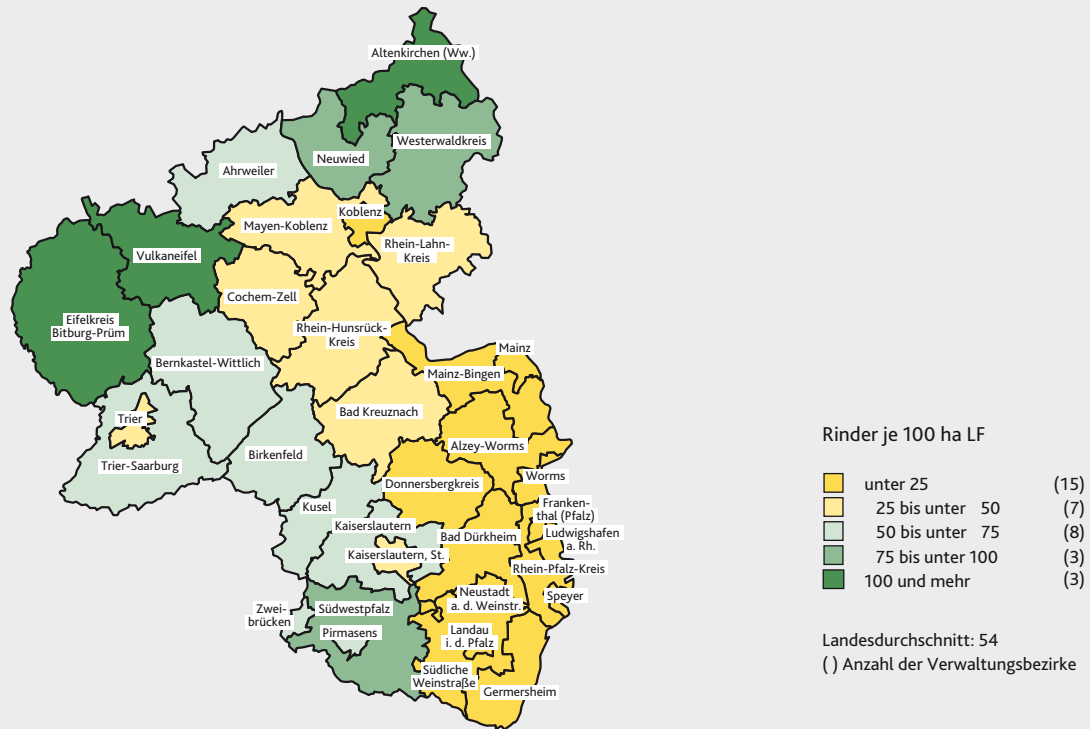 Altenkirchen (Ww.)
Westerwaldkreis
Neuwied
Ahrweiler
Koblenz
Mayen-Koblenz
Rhein-Lahn-
Kreis
Vulkaneifel
Cochem-Zell
Eifelkreis
Bitburg-Prüm
Rhein-Hunsrück-
Kreis
Mainz
Bernkastel-Wittlich
Mainz-Bingen
Bad Kreuznach
Trier
Alzey-Worms
Birkenfeld
Trier-Saarburg
Worms
Donnersbergkreis
Kusel
Franken-
thal (Pfalz)
Kaiserslautern
Ludwigshafen
a. Rh.
Bad Dürkheim
Kaiserslautern, St.
Rhein-Pfalz-Kreis
Neustadt
a. d. Weinstr.
Speyer
Zwei-
brücken
Südwestpfalz
Pirmasens
Landau
i. d. Pfalz
Südliche
Weinstraße
Germersheim
Rinder je 100 ha LF
unter 25 (15)
25 bis unter 50 (7)
50 bis unter 75 (8)
75 bis unter 100 (3)
100 und mehr (3)
Landesdurchschnitt: 54
( ) Anzahl der Verwaltungsbezirke